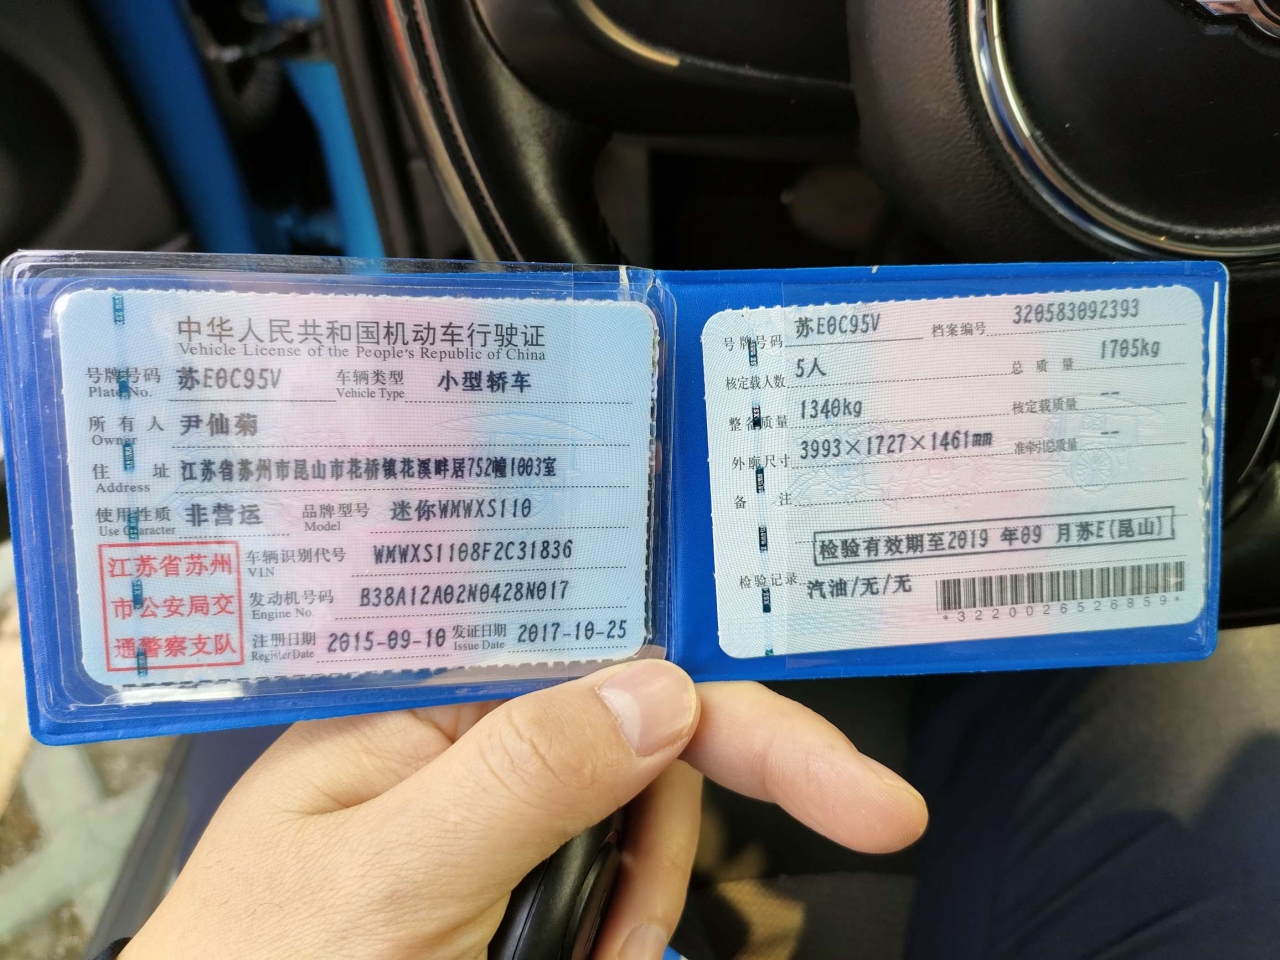 中华人民共和国机动车行驶证
Vehicle License of the People's Republic of China
号牌号码 苏E0C95V 车辆类型 小型轿车
Plate No. Vehicle Type
所有人 尹仙菊
Owner
住址 江苏省苏州市昆山市花桥镇花溪畔居752幢1003室
Address
使用性质 非营运 品牌型号 迷你WMWXS110
Use Character Model
江苏省苏州
市公安局交
通警察支队
车辆识别代号 WMWXS1108F2C31836
VIN
发动机号码 B38A12A02N0428N017
Engine No.
注册日期 2015-09-10 发证日期 2017-10-25
Register Date Issue Date
号牌号码 苏E0C95V 档案编号 320583092393
核定载人数 5人 总质量 1705kg
整备质量 1340kg 核定载质量 --
外廓尺寸 3993×1727×1461mm 准牵引总质量 --
备注
检验有效期至2019 年09 月苏E(昆山)
检验记录 汽油/无/无
*3220026526859*